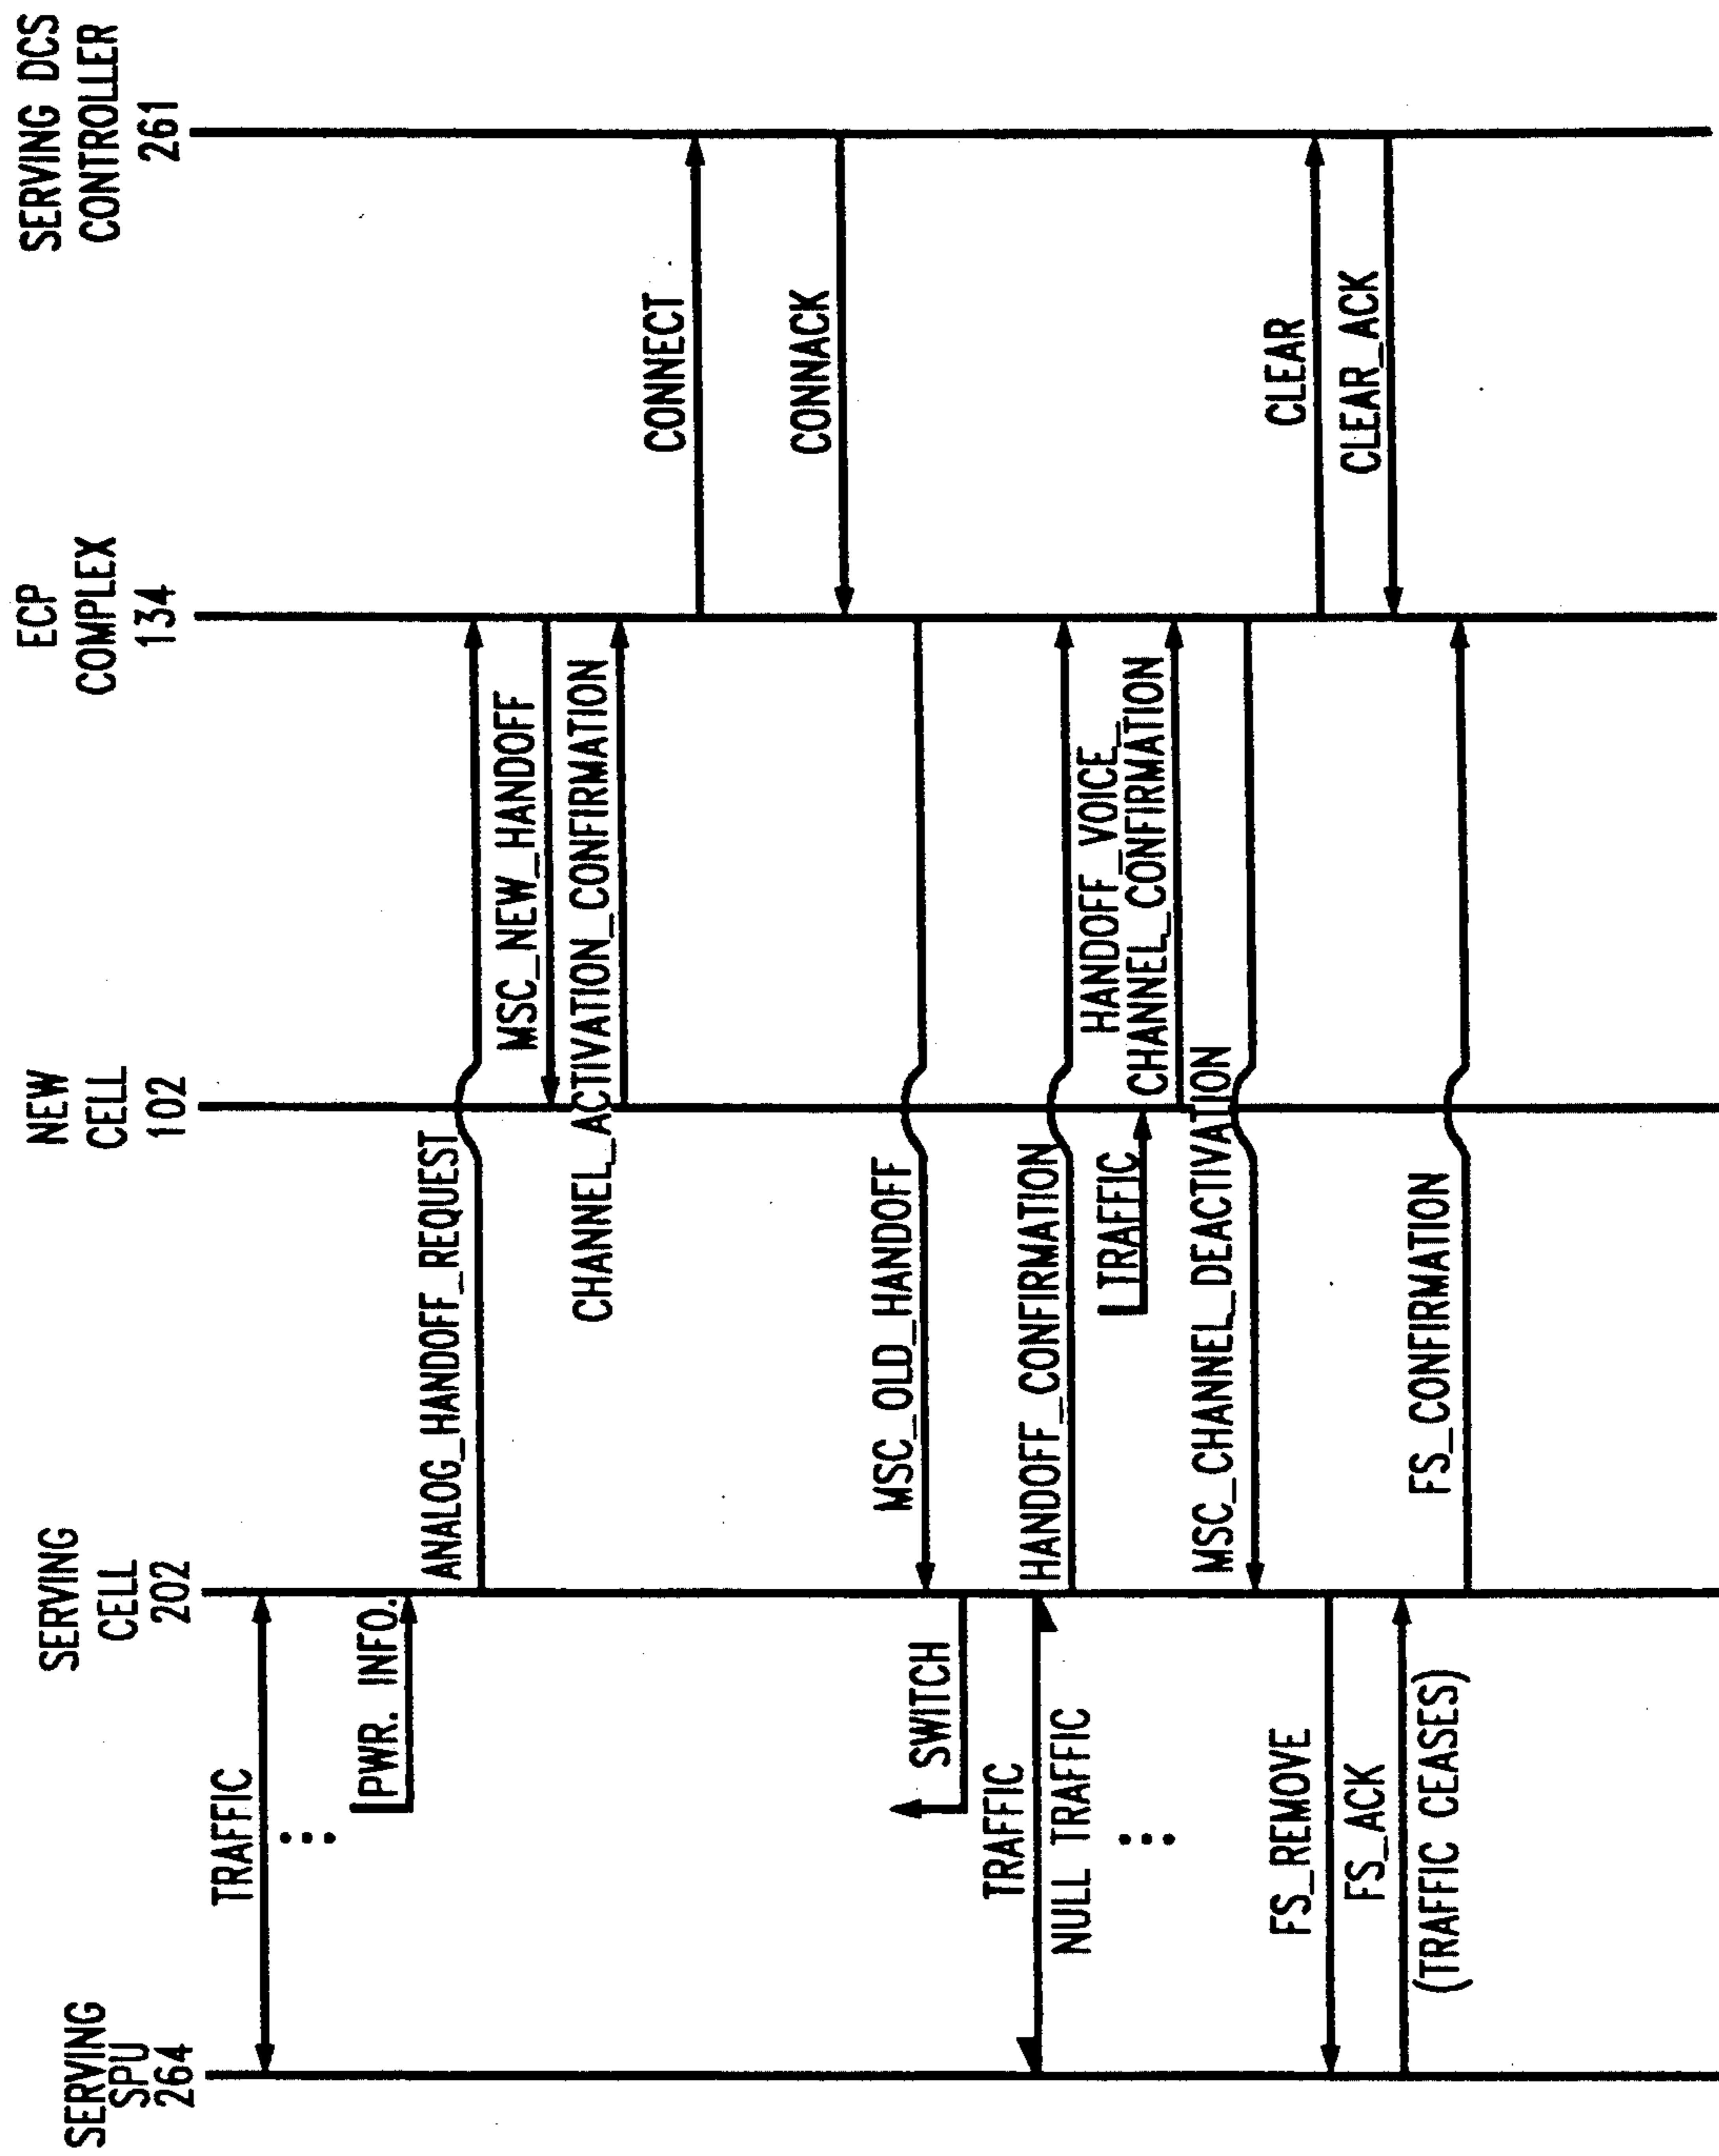 SERVING
SPU
264
SERVING
CELL
202
NEW
CELL
102
ECP
COMPLEX
134
SERVING DCS
CONTROLLER
261
TRAFFIC
PWR. INFO.
ANALOG_HANDOFF_REQUEST
MSC_NEW_HANDOFF
CHANNEL_ACTIVATION_CONFIRMATION
CONNECT
CONNACK
MSC_OLD_HANDOFF
SWITCH
TRAFFIC
NULL TRAFFIC
HANDOFF_CONFIRMATION
TRAFFIC
HANDOFF_VOICE_
CHANNEL_CONFIRMATION
MSC_CHANNEL_DEACTIVATION
CLEAR
FS_REMOVE
CLEAR_ACK
FS_ACK
(TRAFFIC CEASES)
FS_CONFIRMATION